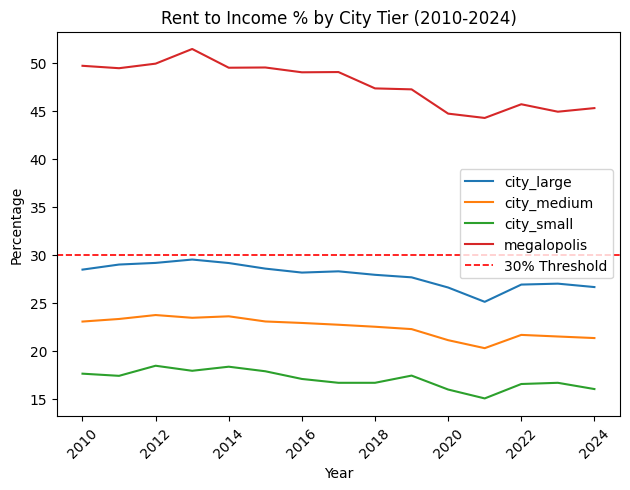 Rent to Income % by City Tier (2010-2024)
50
45
40
35
30
25
20
15
Percentage
city_large
city_medium
city_small
megalopolis
30% Threshold
2010
2012
2014
2016
2018
2020
2022
2024
Year